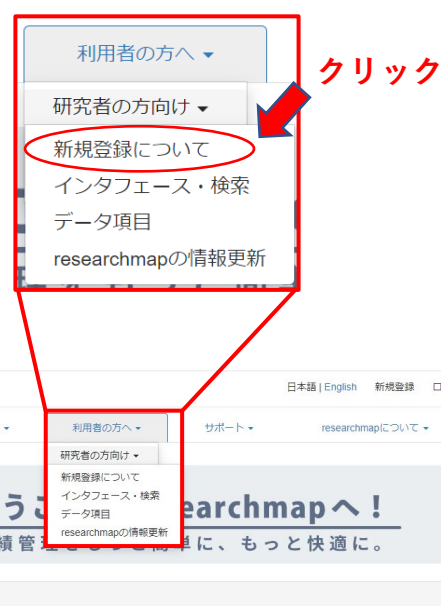 利用者の方へ
クリック
研究者の方向け
新規登録について
インタフェース・検索
データ項目
researchmapの情報更新
日本語 | English 新規登録
利用者の方へ サポート researchmapについて
研究者の方向け
新規登録について
インタフェース・検索
データ項目
researchmapの情報更新
earchmapへ！
に、もっと快適に。